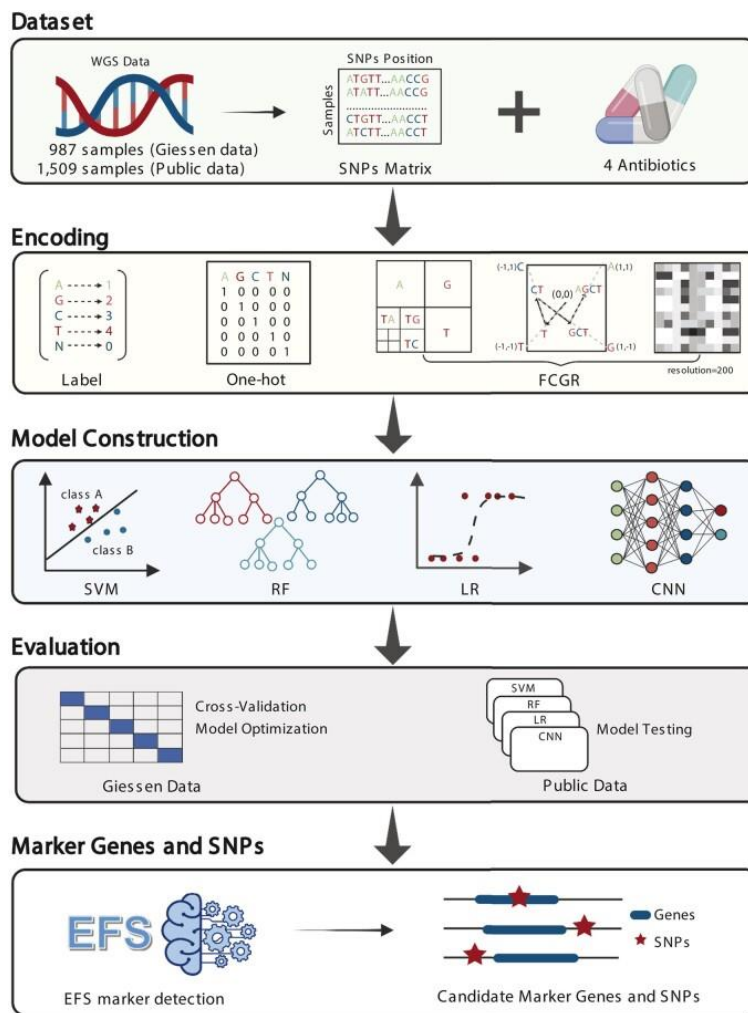 Dataset
WGS Data
987 samples (Giessen data)
1,509 samples (Public data)
SNPs Position
Samples
ATGTT...AACCG
ATATT...AACCG
CTGTT...AACCT
ATCTT...AACCT
SNPs Matrix
4 Antibiotics
Encoding
A 1
G 2
C 3
T 4
N 0
Label
A G C T N
1 0 0 0 0
0 1 0 0 0
0 0 1 0 0
0 0 0 1 0
0 0 0 0 1
One-hot
A G
TA TG
TC T
(-1,1)C A(1,1)
CT (0,0) AGCT
T GCT
(-1,-1)T G(1,-1)
FCGR
resolution=200
Model Construction
class A
class B
SVM
RF
LR
CNN
Evaluation
Cross-Validation
Model Optimization
Giessen Data
SVM
RF
LR
CNN
Model Testing
Public Data
Marker Genes and SNPs
EFS
EFS marker detection
Genes
SNPs
Candidate Marker Genes and SNPs